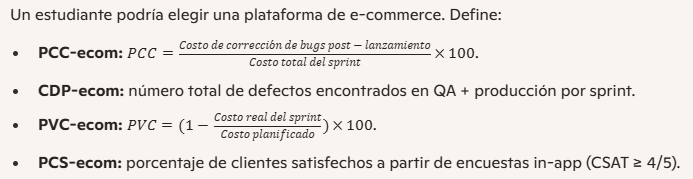 Un estudiante podría elegir una plataforma de e-commerce. Define:
• PCC-ecom: PCC = Costo de corrección de bugs post − lanzamiento / Costo total del sprint × 100.
• CDP-ecom: número total de defectos encontrados en QA + producción por sprint.
• PVC-ecom: PVC = (1 − Costo real del sprint / Costo planificado) × 100.
• PCS-ecom: porcentaje de clientes satisfechos a partir de encuestas in-app (CSAT ≥ 4/5).